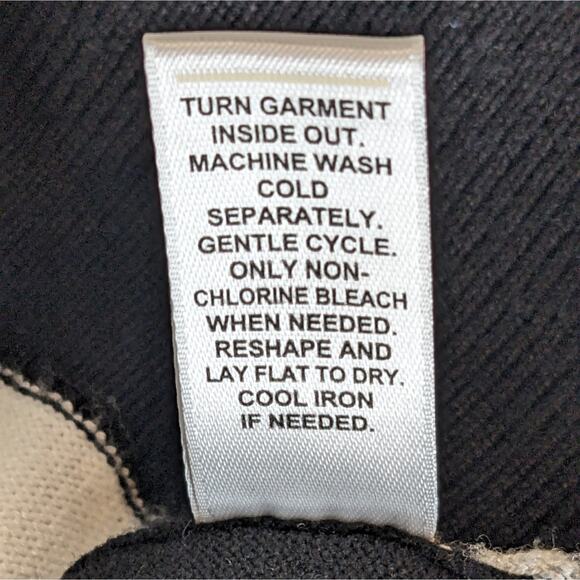 TURN GARMENT
INSIDE OUT.
MACHINE WASH
COLD
SEPARATELY.
GENTLE CYCLE.
ONLY NON-
CHLORINE BLEACH
WHEN NEEDED.
RESHAPE AND
LAY FLAT TO DRY.
COOL IRON
IF NEEDED.